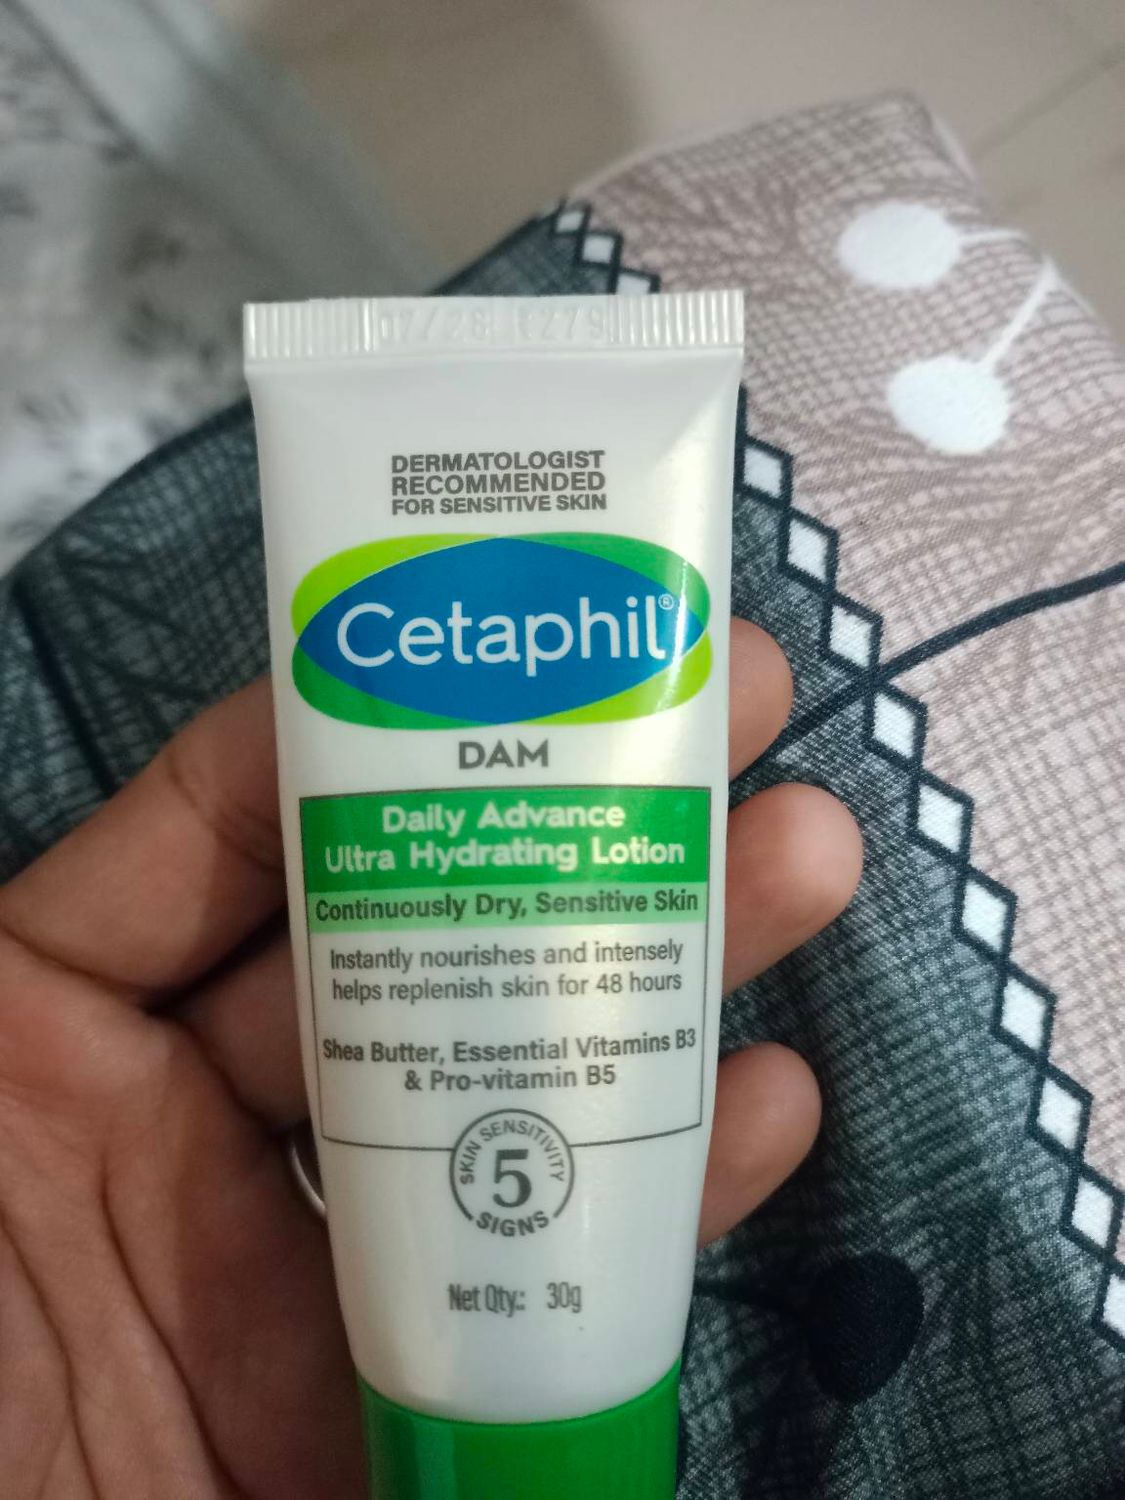 DERMATOLOGIST
RECOMMENDED
FOR SENSITIVE SKIN
Cetaphil®
DAM
Daily Advance
Ultra Hydrating Lotion
Continuously Dry, Sensitive Skin
Instantly nourishes and intensely
helps replenish skin for 48 hours
Shea Butter, Essential Vitamins B3
& Pro-vitamin B5
SKIN SENSITIVITY
5
SIGNS
Net Qty.: 30g